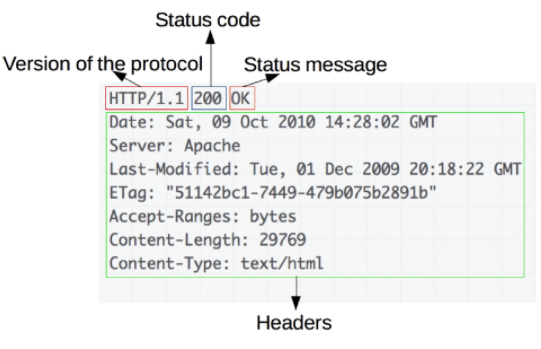 Status code
Version of the protocol
Status message
HTTP/1.1 200 OK
Date: Sat, 09 Oct 2010 14:28:02 GMT
Server: Apache
Last-Modified: Tue, 01 Dec 2009 20:18:22 GMT
ETag: "51142bc1-7449-479b075b2891b"
Accept-Ranges: bytes
Content-Length: 29769
Content-Type: text/html
Headers